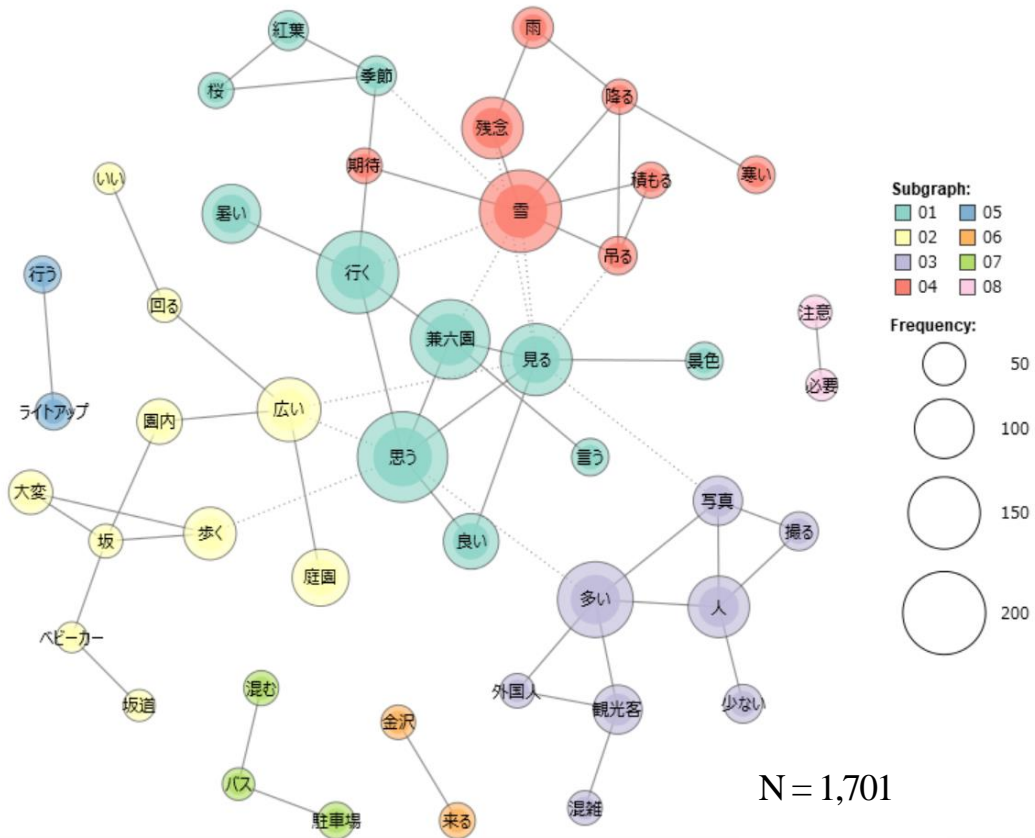 紅葉
桜
季節
雨
残念
降る
期待
積もる
寒い
いい
暑い
雪
吊る
行く
行う
回る
兼六園
見る
景色
注意
必要
ライトアップ
園内
広い
思う
言う
大変
坂
歩く
良い
庭園
写真
撮る
多い
人
ベビーカー
坂道
外国人
観光客
少ない
混む
金沢
バス
駐車場
来る
混雑
Subgraph:
01 05
02 06
03 07
04 08
Frequency:
50
100
150
200
N = 1,701